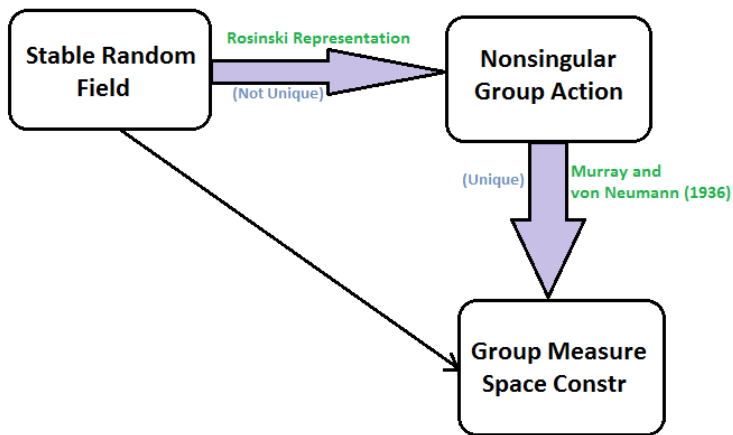 Stable Random
Field
Rosinski Representation
(Not Unique)
Nonsingular
Group Action
(Unique)
Murray and
von Neumann (1936)
Group Measure
Space Constr